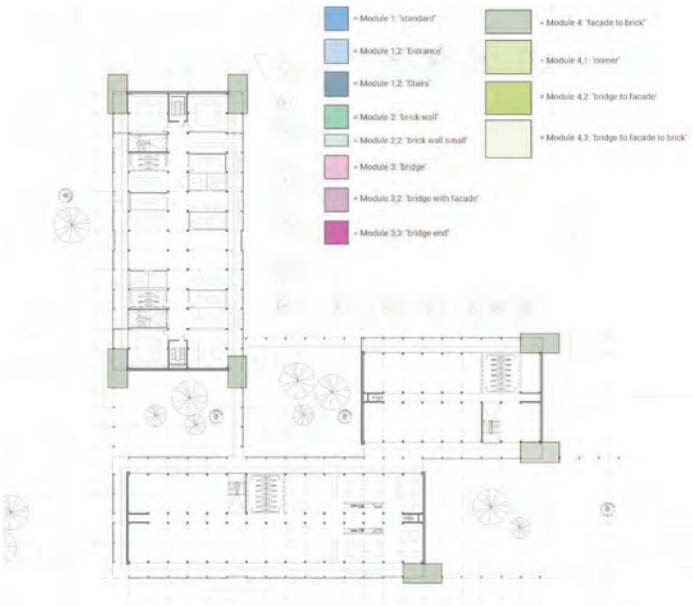 = Module 1: 'standard'
= Module 1,2: 'Entrance'
= Module 1,2: 'Stairs'
= Module 2: 'brick wall'
= Module 2,2: 'brick wall small'
= Module 3: 'bridge'
= Module 3,2: 'bridge with facade'
= Module 3,3: 'bridge end'
= Module 4: 'facade to brick'
= Module 4,1: 'corner'
= Module 4,2: 'bridge to facade'
= Module 4,3: 'bridge to facade to brick'